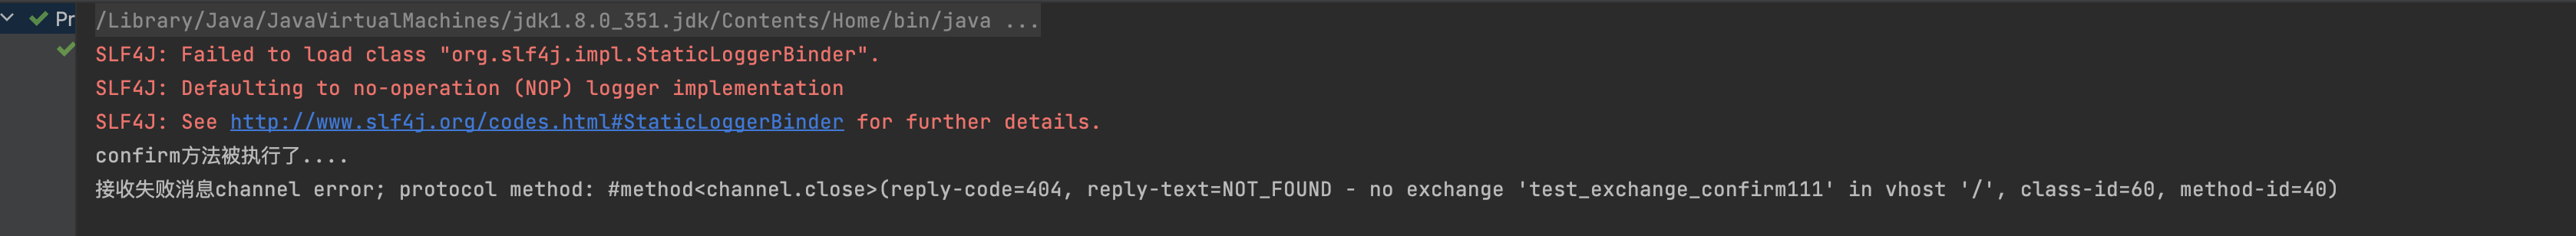 Pr
/Library/Java/JavaVirtualMachines/jdk1.8.0_351.jdk/Contents/Home/bin/java ...
SLF4J: Failed to load class "org.slf4j.impl.StaticLoggerBinder".
SLF4J: Defaulting to no-operation (NOP) logger implementation
SLF4J: See http://www.slf4j.org/codes.html#StaticLoggerBinder for further details.
confirm方法被执行了....
接收失败消息channel error; protocol method: #method<channel.close>(reply-code=404, reply-text=NOT_FOUND - no exchange 'test_exchange_confirm111' in vhost '/', class-id=60, method-id=40)